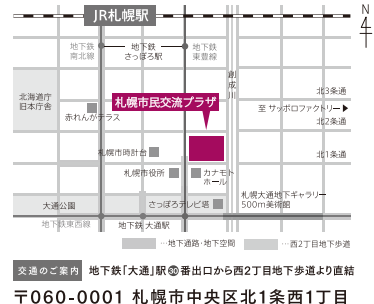 JR札幌駅
N
地下鉄
南北線
地下鉄
さっぽろ駅
地下鉄
東豊線
創成川
北海道庁
旧本庁舎
赤れんがテラス
札幌市民交流プラザ
北3条通
至 サッポロファクトリー▶
北2条通
札幌市時計台
北1条通
札幌市役所
カナモト
ホール
大通公園
さっぽろテレビ塔
札幌大通地下ギャラリー
500m美術館
地下鉄東西線
地下鉄 大通駅
…地下通路・地下空間
…西2丁目地下歩道
交通のご案内
地下鉄「大通」駅㉚番出口から西2丁目地下歩道より直結
〒060-0001 札幌市中央区北1条西1丁目